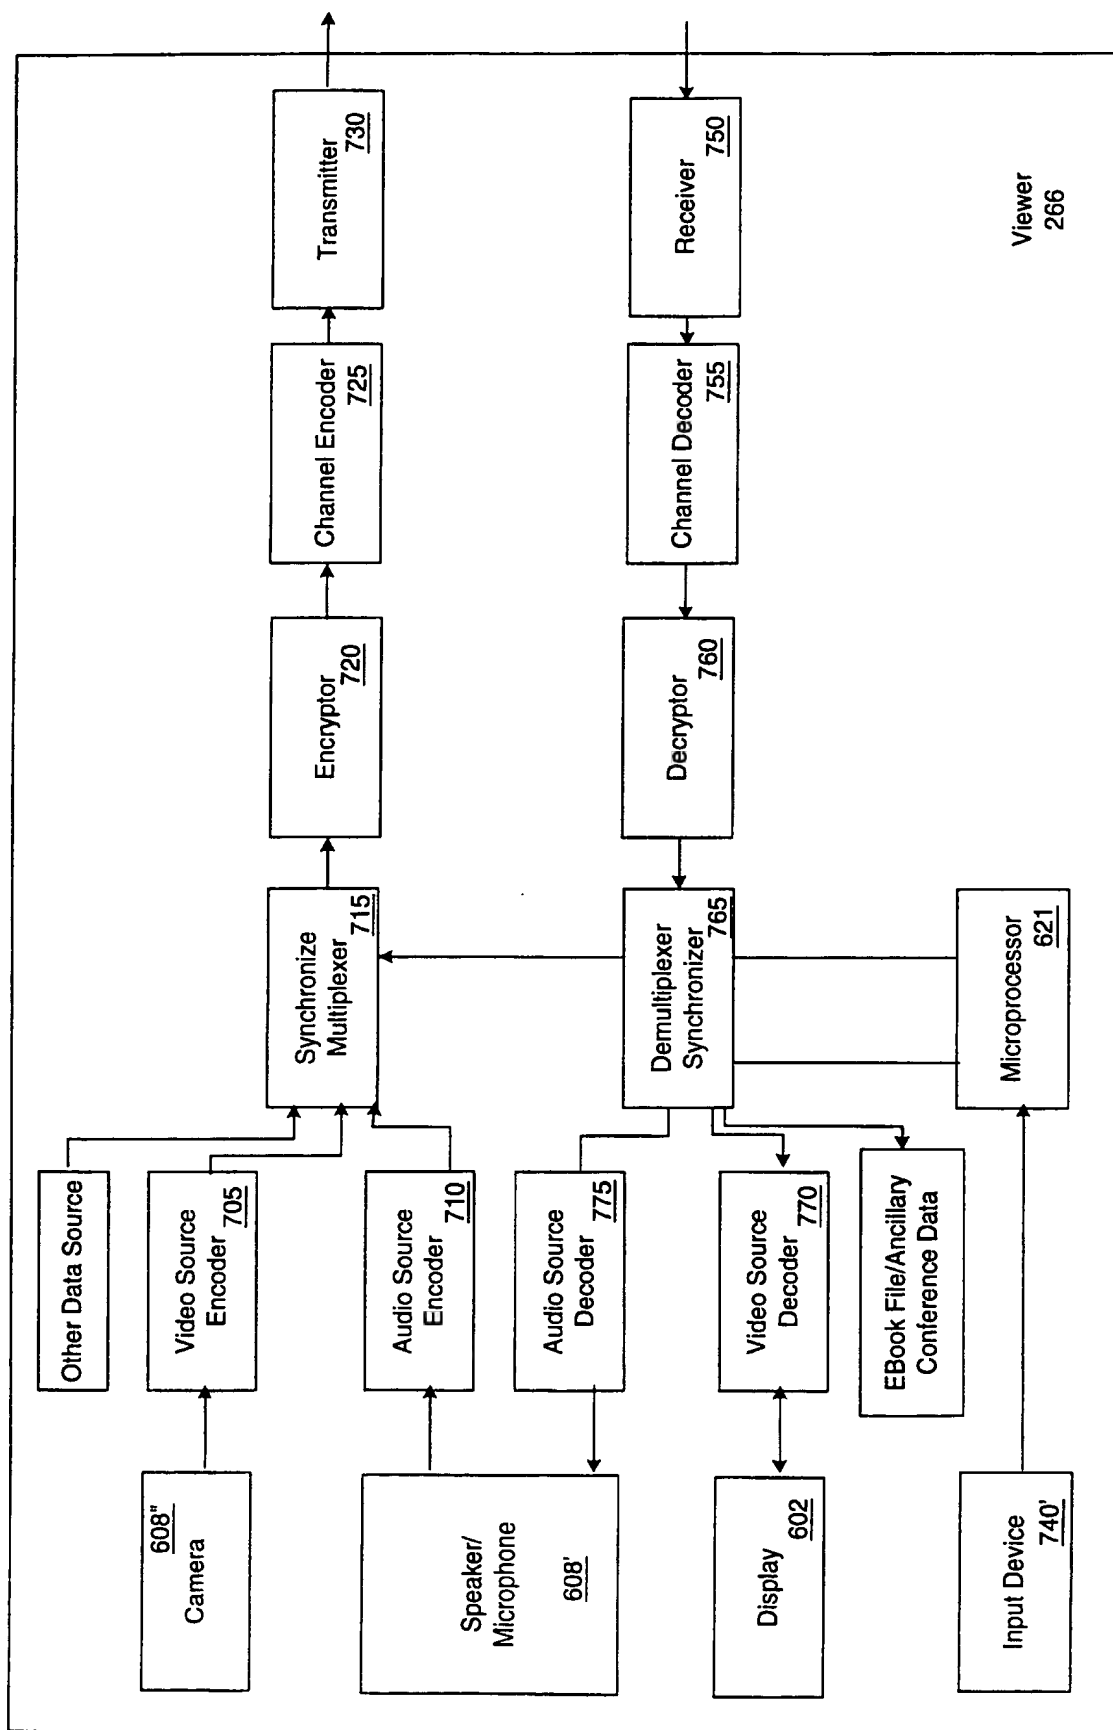 Camera
608"
Speaker/
Microphone
608'
Display
602
Input Device
740'
Other Data Source
Video Source
Encoder
705
Audio Source
Encoder
710
Audio Source
Decoder
775
Video Source
Decoder
770
EBook File/Ancillary
Conference Data
Synchronize
Multiplexer
715
Demultiplexer
Synchronizer
765
Microprocessor
621
Encryptor
720
Decryptor
760
Channel Encoder
725
Channel Decoder
755
Transmitter
730
Receiver
750
Viewer
266